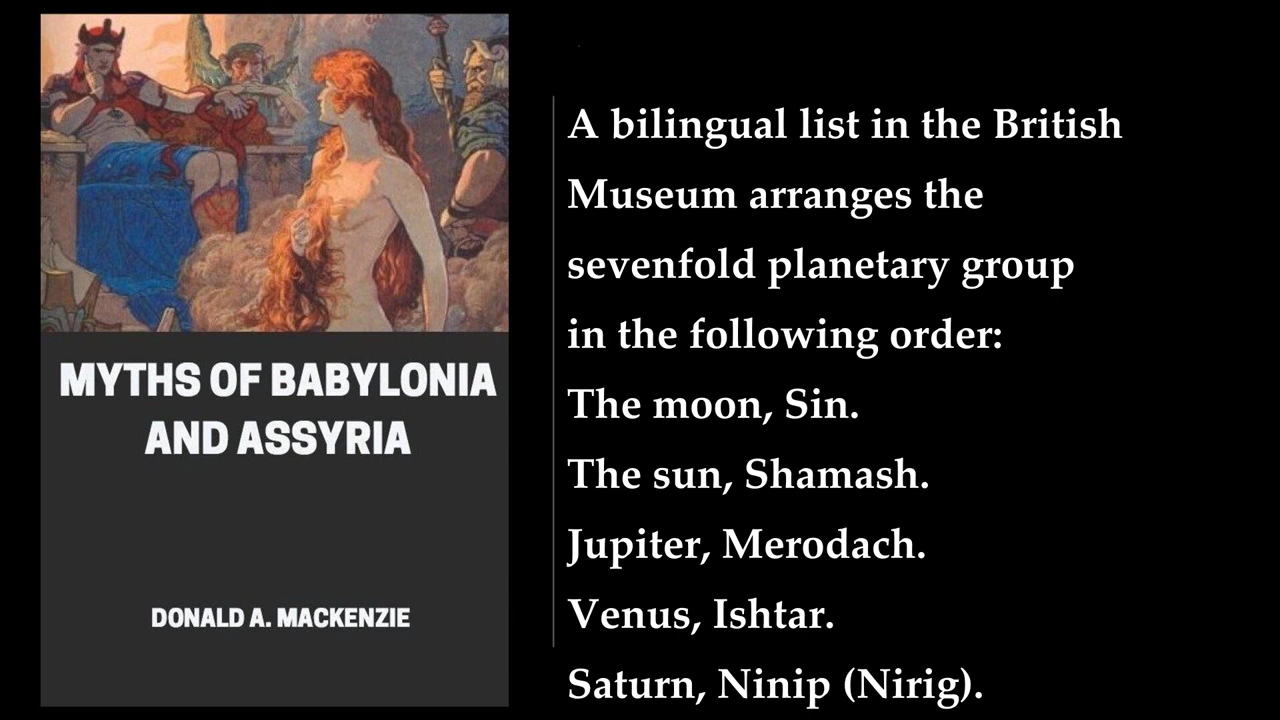 MYTHS OF BABYLONIA
AND ASSYRIA
DONALD A. MACKENZIE
A bilingual list in the British
Museum arranges the
sevenfold planetary group
in the following order:
The moon, Sin.
The sun, Shamash.
Jupiter, Merodach.
Venus, Ishtar.
Saturn, Ninip (Nirig).